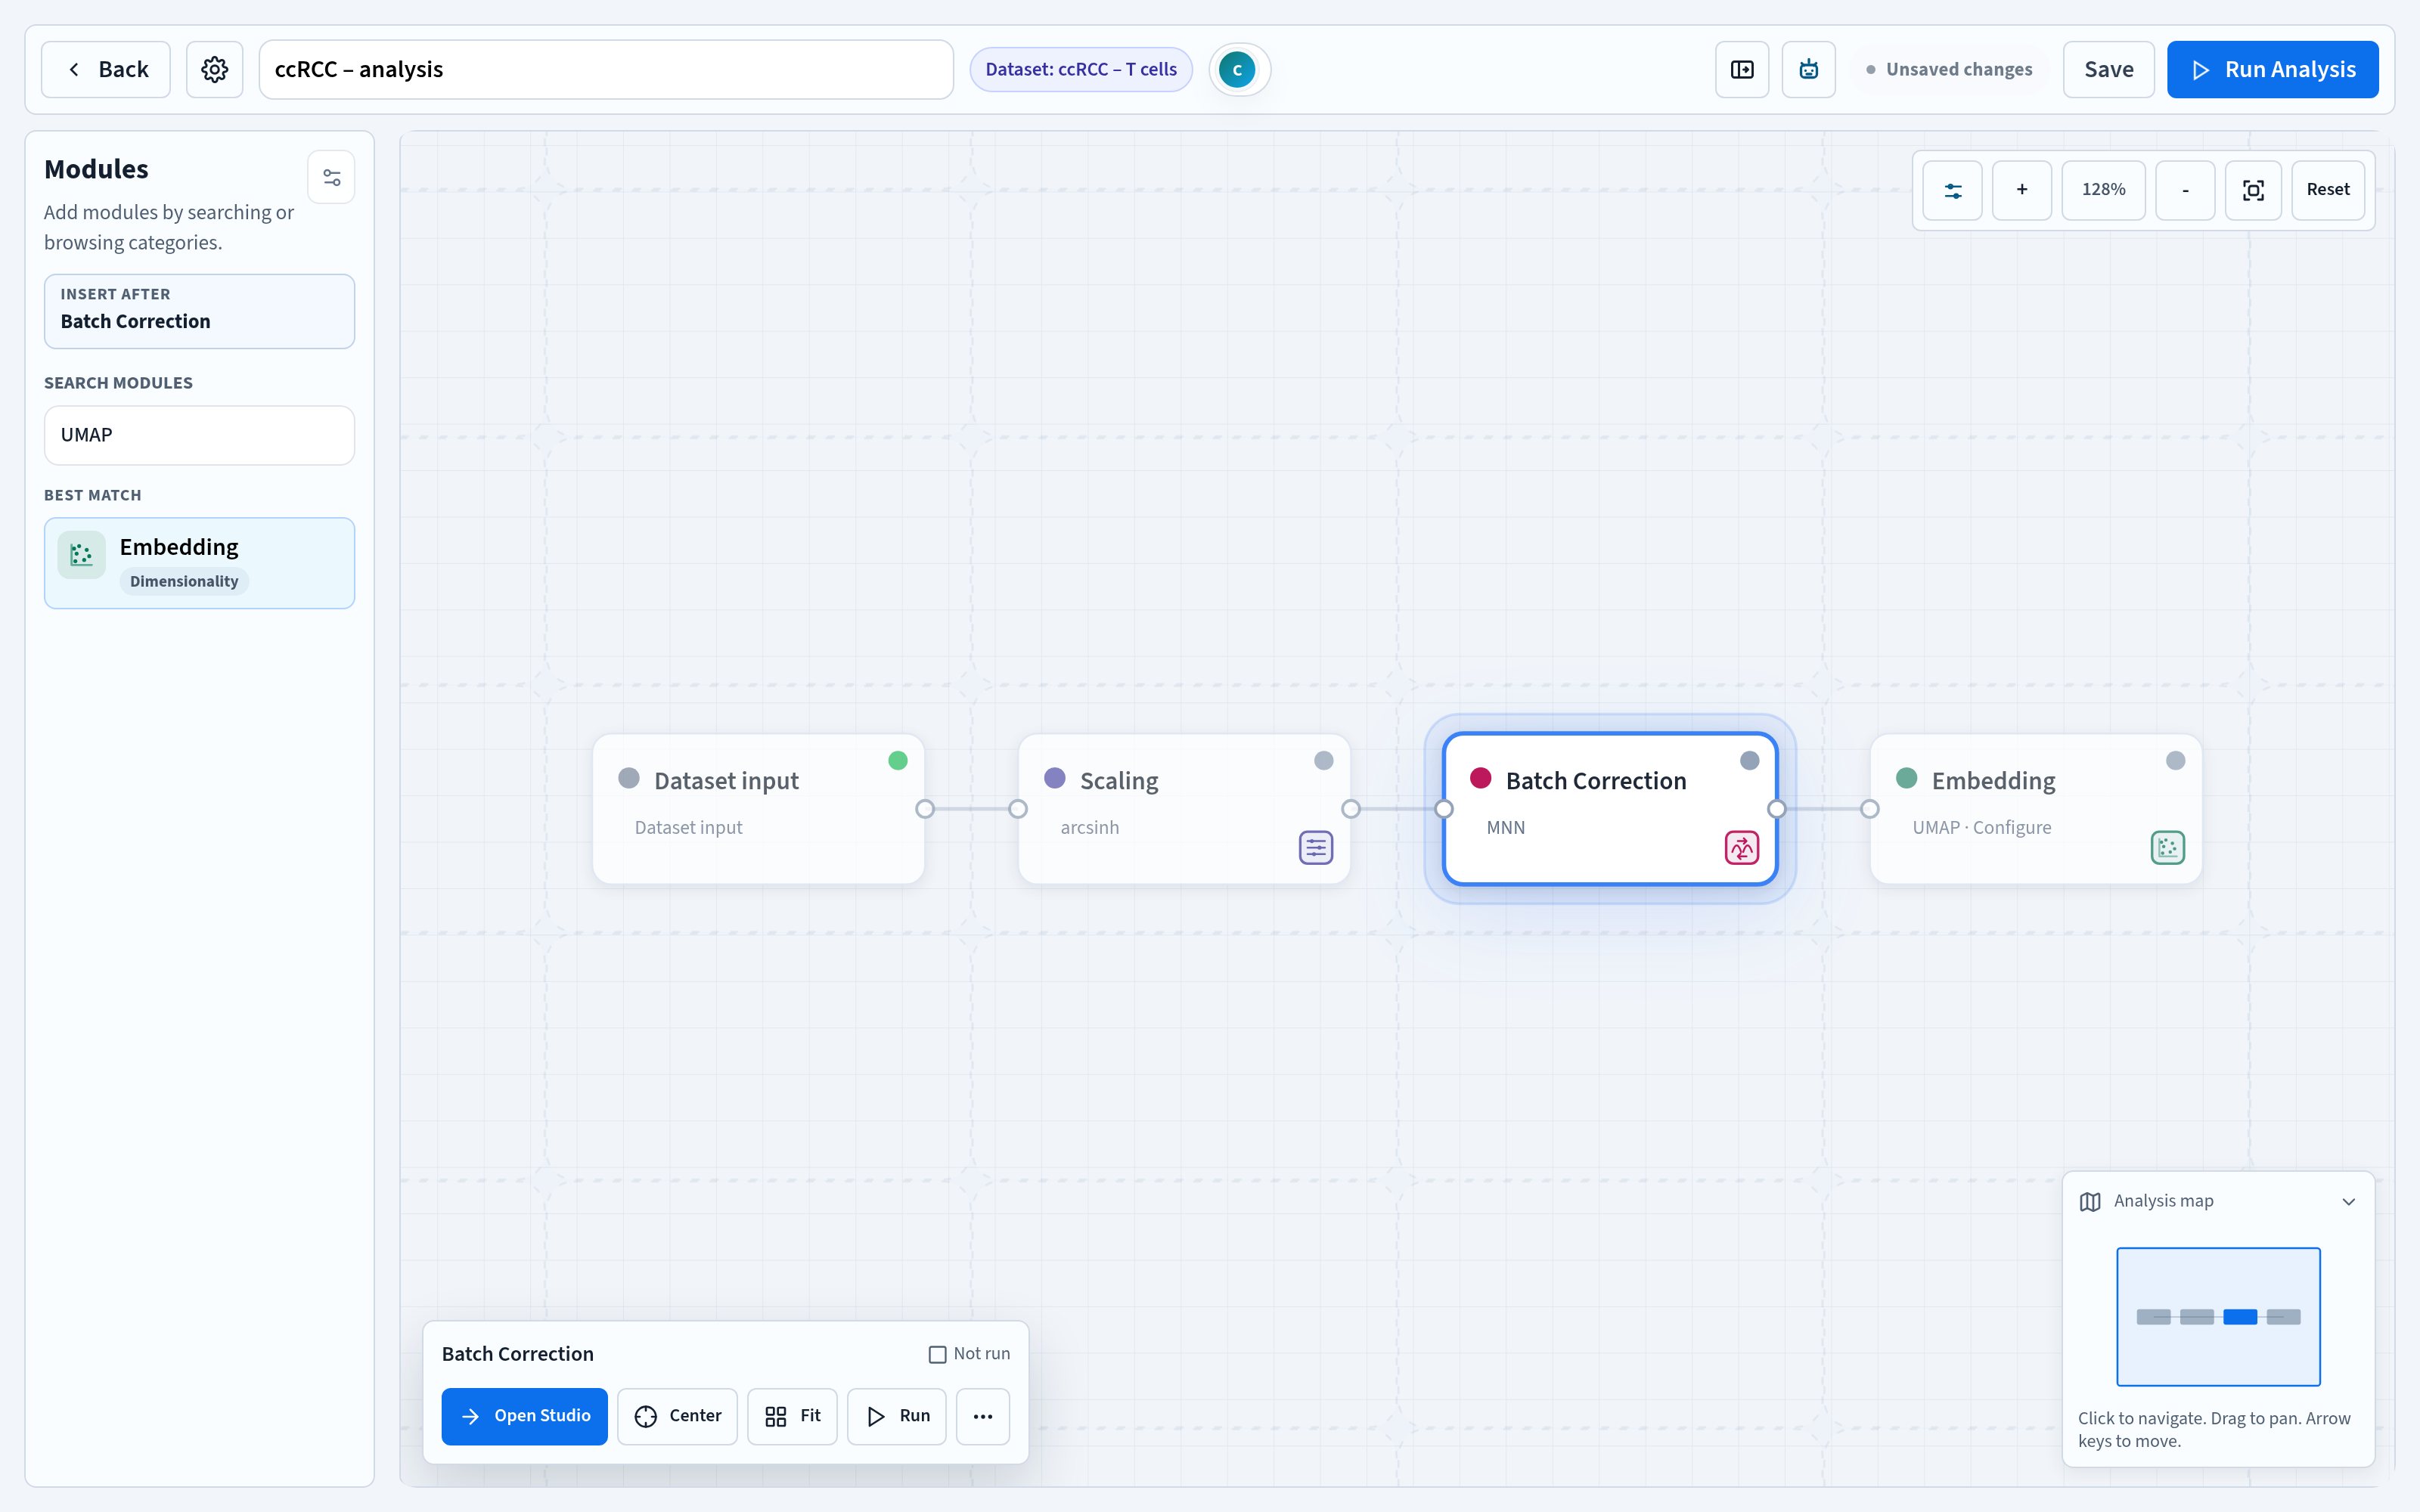 Back
ccRCC – analysis
Dataset: ccRCC – T cells
C
Unsaved changes
Save
Run Analysis
Modules
Add modules by searching or
browsing categories.
INSERT AFTER
Batch Correction
SEARCH MODULES
UMAP
BEST MATCH
Embedding
Dimensionality
+
128%
-
Reset
Dataset input
Dataset input
Scaling
arcsinh
Batch Correction
MNN
Embedding
UMAP · Configure
Batch Correction
Not run
Open Studio
Center
Fit
Run
Analysis map
Click to navigate. Drag to pan. Arrow
keys to move.